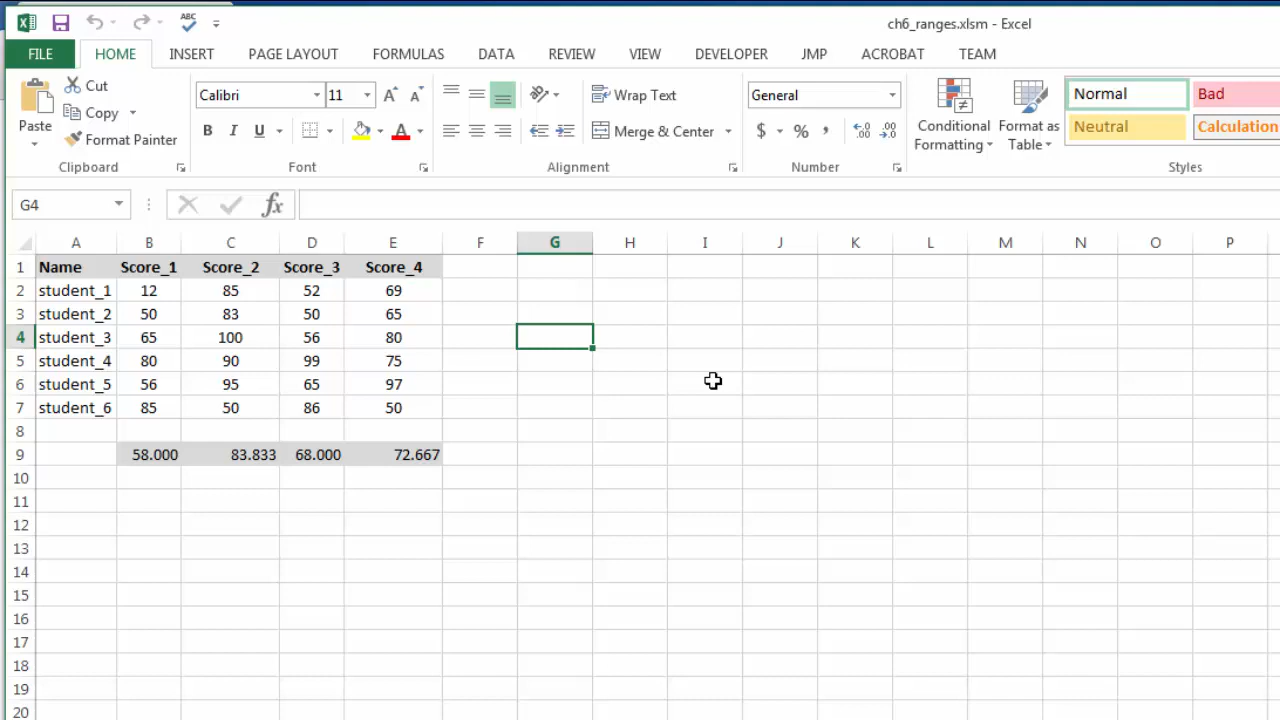 ABC
ch6_ranges.xlsm - Excel
FILE HOME INSERT PAGE LAYOUT FORMULAS DATA REVIEW VIEW DEVELOPER JMP ACROBAT TEAM
Paste
Cut
Copy
Format Painter
Clipboard
Calibri 11 A A
B I U A
Font
Wrap Text
Merge & Center
Alignment
General
$ % , .00 .00
Number
Conditional Formatting
Format as Table
Normal Bad
Neutral Calculation
Styles
G4 fx
A B C D E F G H I J K L M N O P
1 Name Score_1 Score_2 Score_3 Score_4
2 student_1 12 85 52 69
3 student_2 50 83 50 65
4 student_3 65 100 56 80
5 student_4 80 90 99 75
6 student_5 56 95 65 97
7 student_6 85 50 86 50
8
9 58.000 83.833 68.000 72.667
10
11
12
13
14
15
16
17
18
19
20